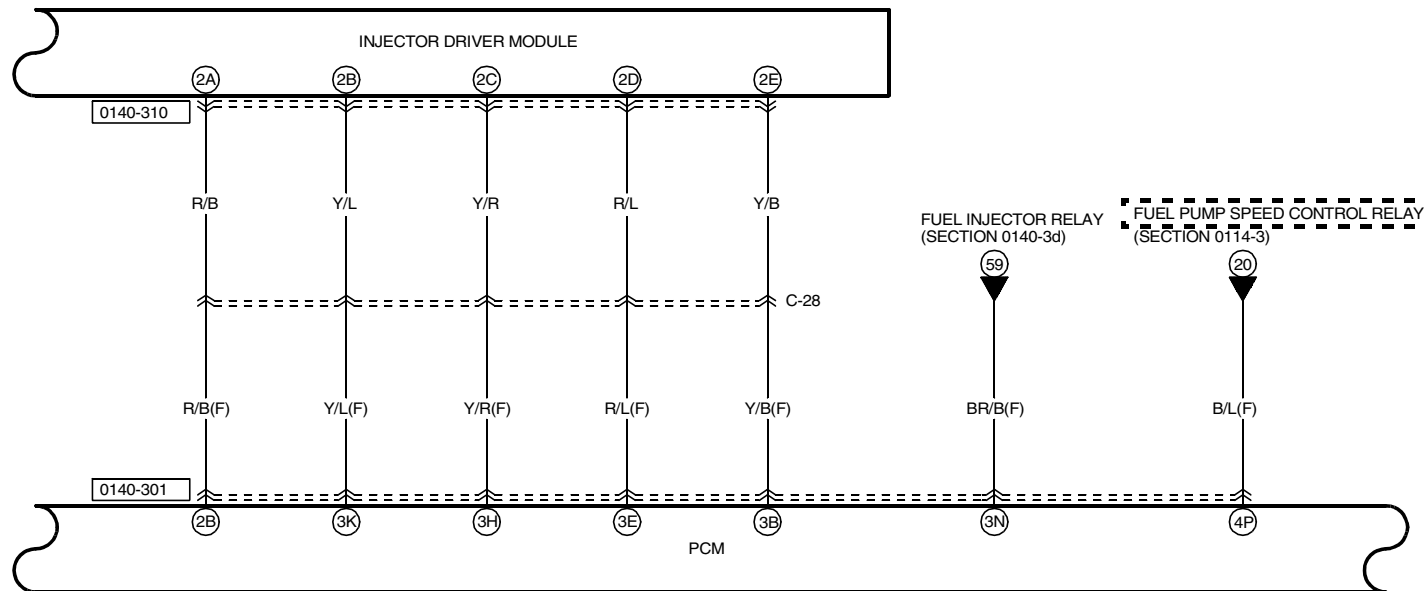 INJECTOR DRIVER MODULE
2A 2B 2C 2D 2E
0140-310
R/B Y/L Y/R R/L Y/B
FUEL INJECTOR RELAY
(SECTION 0140-3d)
FUEL PUMP SPEED CONTROL RELAY
(SECTION 0114-3)
59 20
C-28
R/B(F) Y/L(F) Y/R(F) R/L(F) Y/B(F) BR/B(F) B/L(F)
0140-301
2B 3K 3H 3E 3B 3N 4P
PCM